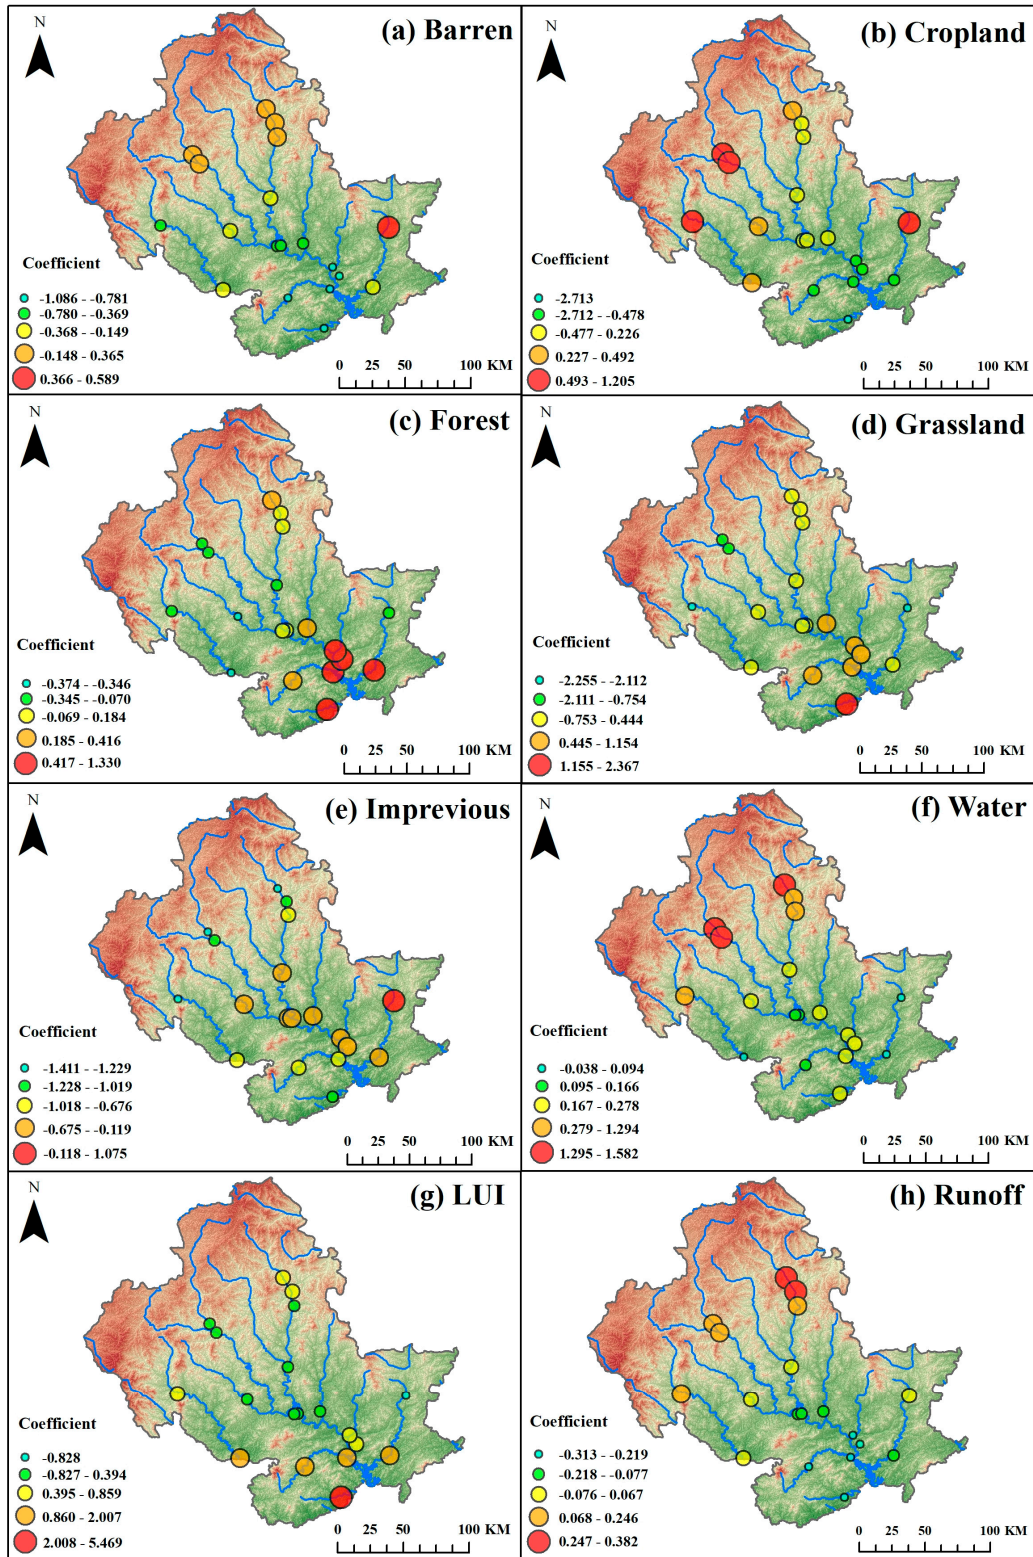 N
(a) Barren
Coefficient
-1.086 - -0.781
-0.780 - -0.369
-0.368 - -0.149
-0.148 - 0.365
0.366 - 0.589
0 25 50 100 KM
N
(b) Cropland
Coefficient
-2.713
-2.712 - -0.478
-0.477 - 0.226
0.227 - 0.492
0.493 - 1.205
0 25 50 100 KM
N
(c) Forest
Coefficient
-0.374 - -0.346
-0.345 - -0.070
-0.069 - 0.184
0.185 - 0.416
0.417 - 1.330
0 25 50 100 KM
N
(d) Grassland
Coefficient
-2.255 - -2.112
-2.111 - -0.754
-0.753 - 0.444
0.445 - 1.154
1.155 - 2.367
0 25 50 100 KM
N
(e) Imprevious
Coefficient
-1.411 - -1.229
-1.228 - -1.019
-1.018 - -0.676
-0.675 - -0.119
-0.118 - 1.075
0 25 50 100 KM
N
(f) Water
Coefficient
-0.038 - 0.094
0.095 - 0.166
0.167 - 0.278
0.279 - 1.294
1.295 - 1.582
0 25 50 100 KM
N
(g) LUI
Coefficient
-0.828
-0.827 - 0.394
0.395 - 0.859
0.860 - 2.007
2.008 - 5.469
0 25 50 100 KM
N
(h) Runoff
Coefficient
-0.313 - -0.219
-0.218 - -0.077
-0.076 - 0.067
0.068 - 0.246
0.247 - 0.382
0 25 50 100 KM